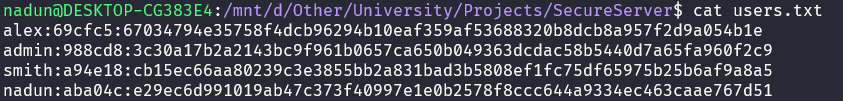 nadun@DESKTOP-CG383E4:/mnt/d/Other/University/Projects/SecureServer$ cat users.txt
alex:69cfc5:67034794e35758f4dcb96294b10eaf359af53688320b8dcb8a957f2d9a054b1e
admin:988cd8:3c30a17b2a2143bc9f961b0657ca650b049363dcdac58b5440d7a65fa960f2c9
smith:a94e18:cb15ec66aa80239c3e3855bb2a831bad3b5808ef1fc75df65975b25b6af9a8a5
nadun:aba04c:e29ec6d991019ab47c373f40997e1e0b2578f8ccc644a9334ec463caae767d51